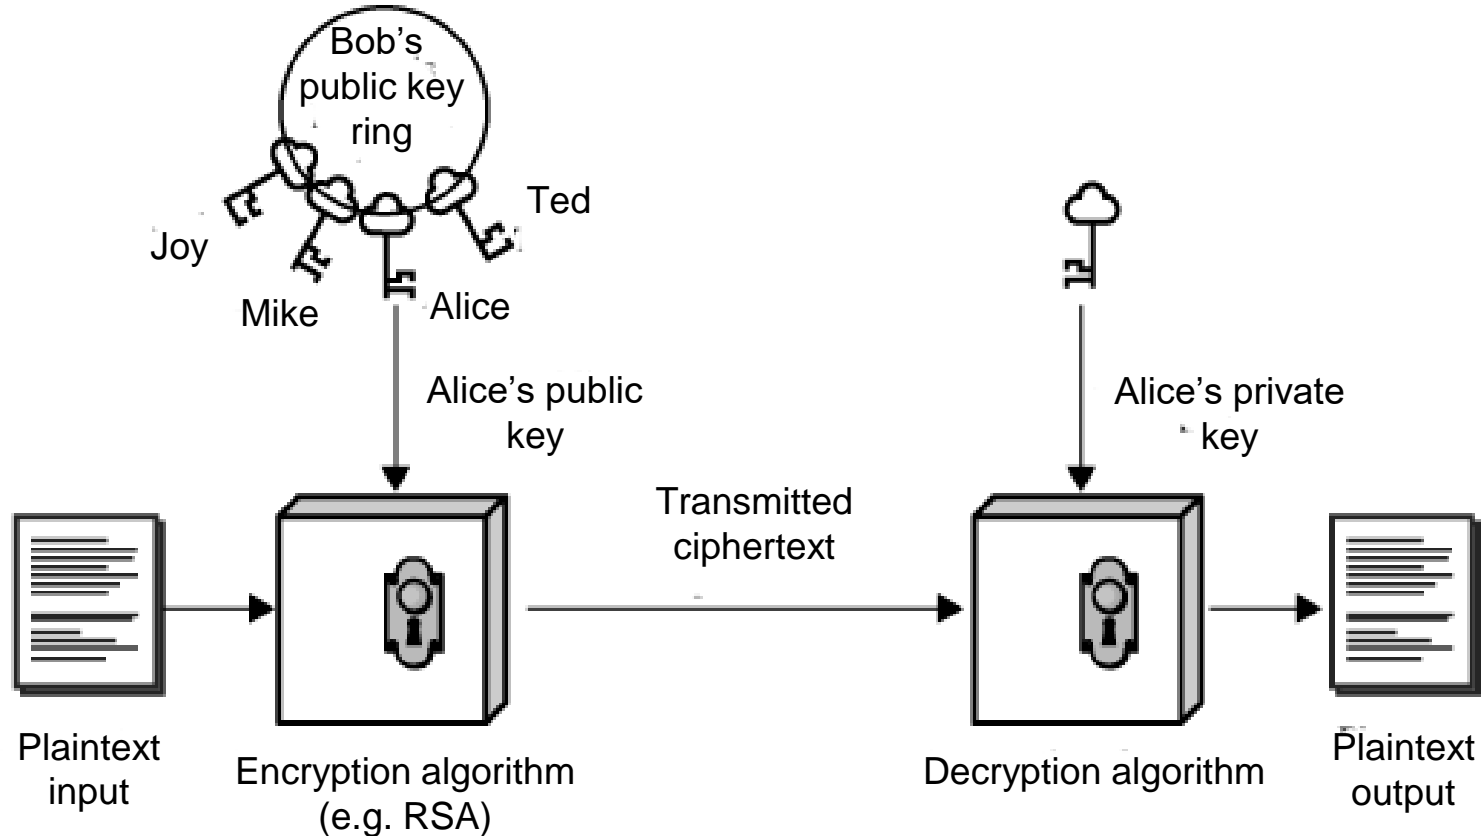 Bob’s
public key
ring
Ted
Joy
Mike
Alice
Alice’s public
key
Alice’s private
key
Transmitted
ciphertext
Plaintext
input
Encryption algorithm
(e.g. RSA)
Decryption algorithm
Plaintext
output